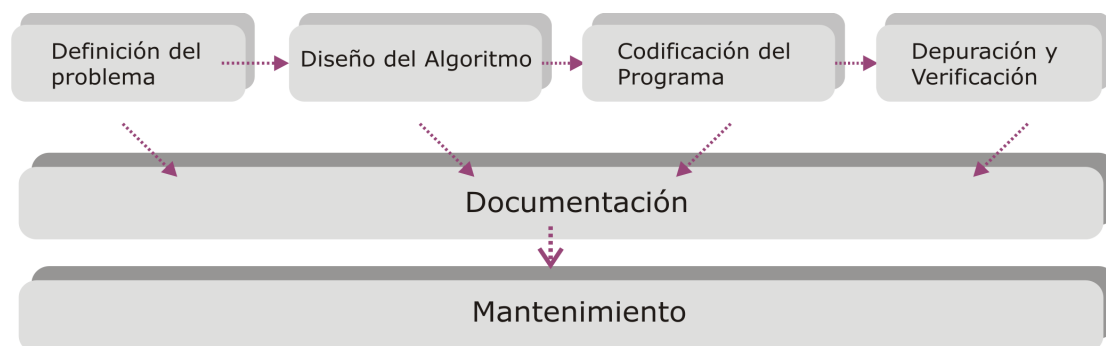 Definición del
problema
Diseño del Algoritmo
Codificación del
Programa
Depuración y
Verificación
Documentación
Mantenimiento